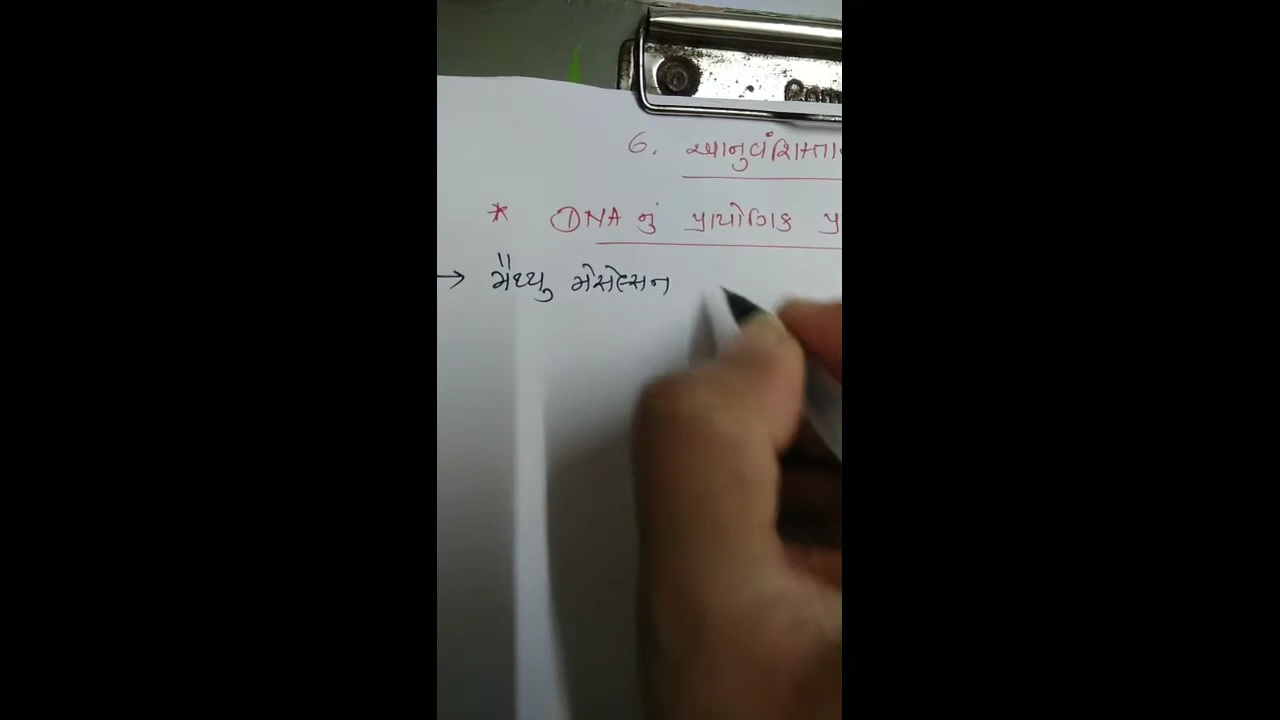 6. આનુવંશિકતા
* DNA નું પ્રાયોગિક પ્ર
→ " મૈથ્યુ મેસેલ્સન